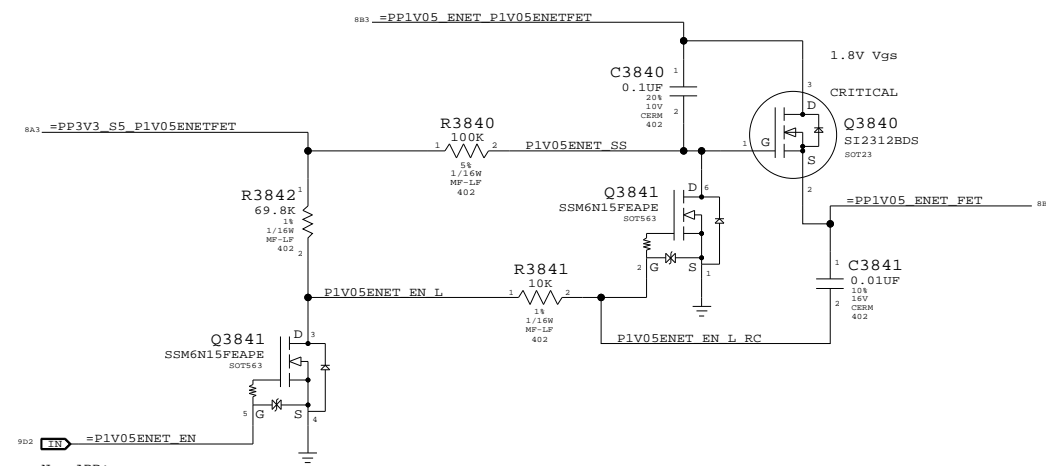 8B3 =PP1V05_ENET_P1V05ENETFET
1.8V Vgs
CRITICAL
C3840
0.1UF
20%
10V
CERM
402
1
2
3
D
G
S
1
2
Q3840
SI2312BDS
SOT23
8A3 =PP3V3_S5_P1V05ENETFET
R3840
100K
1 2
5%
1/16W
MF-LF
402
P1V05ENET_SS
R3842
69.8K
1%
1/16W
MF-LF
402
1
2
Q3841
SSM6N15FEAPE
SOT563
D 6
2 G S 1
=PP1V05_ENET_FET
C3841
0.01UF
10%
16V
CERM
402
1
2
P1V05ENET_EN_L
R3841
10K
1 2
1%
1/16W
MF-LF
402
P1V05ENET_EN_L_RC
Q3841
SSM6N15FEAPE
SOT563
D 3
5 G S 4
9D2 IN =P1V05ENET_EN